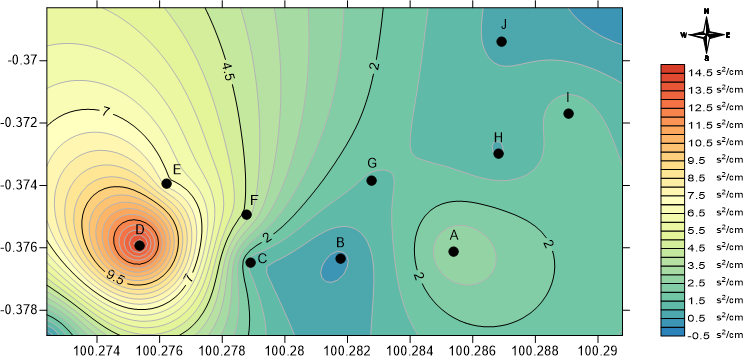 N
W E
S
J
-0.37
4.5
2
14.5 s²/cm
13.5 s²/cm
I
12.5 s²/cm
7
-0.372
11.5 s²/cm
H
10.5 s²/cm
G
9.5 s²/cm
E
-0.374
8.5 s²/cm
F
7.5 s²/cm
D
2
B
A
2
6.5 s²/cm
-0.376
C
5.5 s²/cm
9.5
7
2
4.5 s²/cm
3.5 s²/cm
-0.378
2.5 s²/cm
1.5 s²/cm
0.5 s²/cm
-0.5 s²/cm
100.274 100.276 100.278 100.28 100.282 100.284 100.286 100.288 100.29